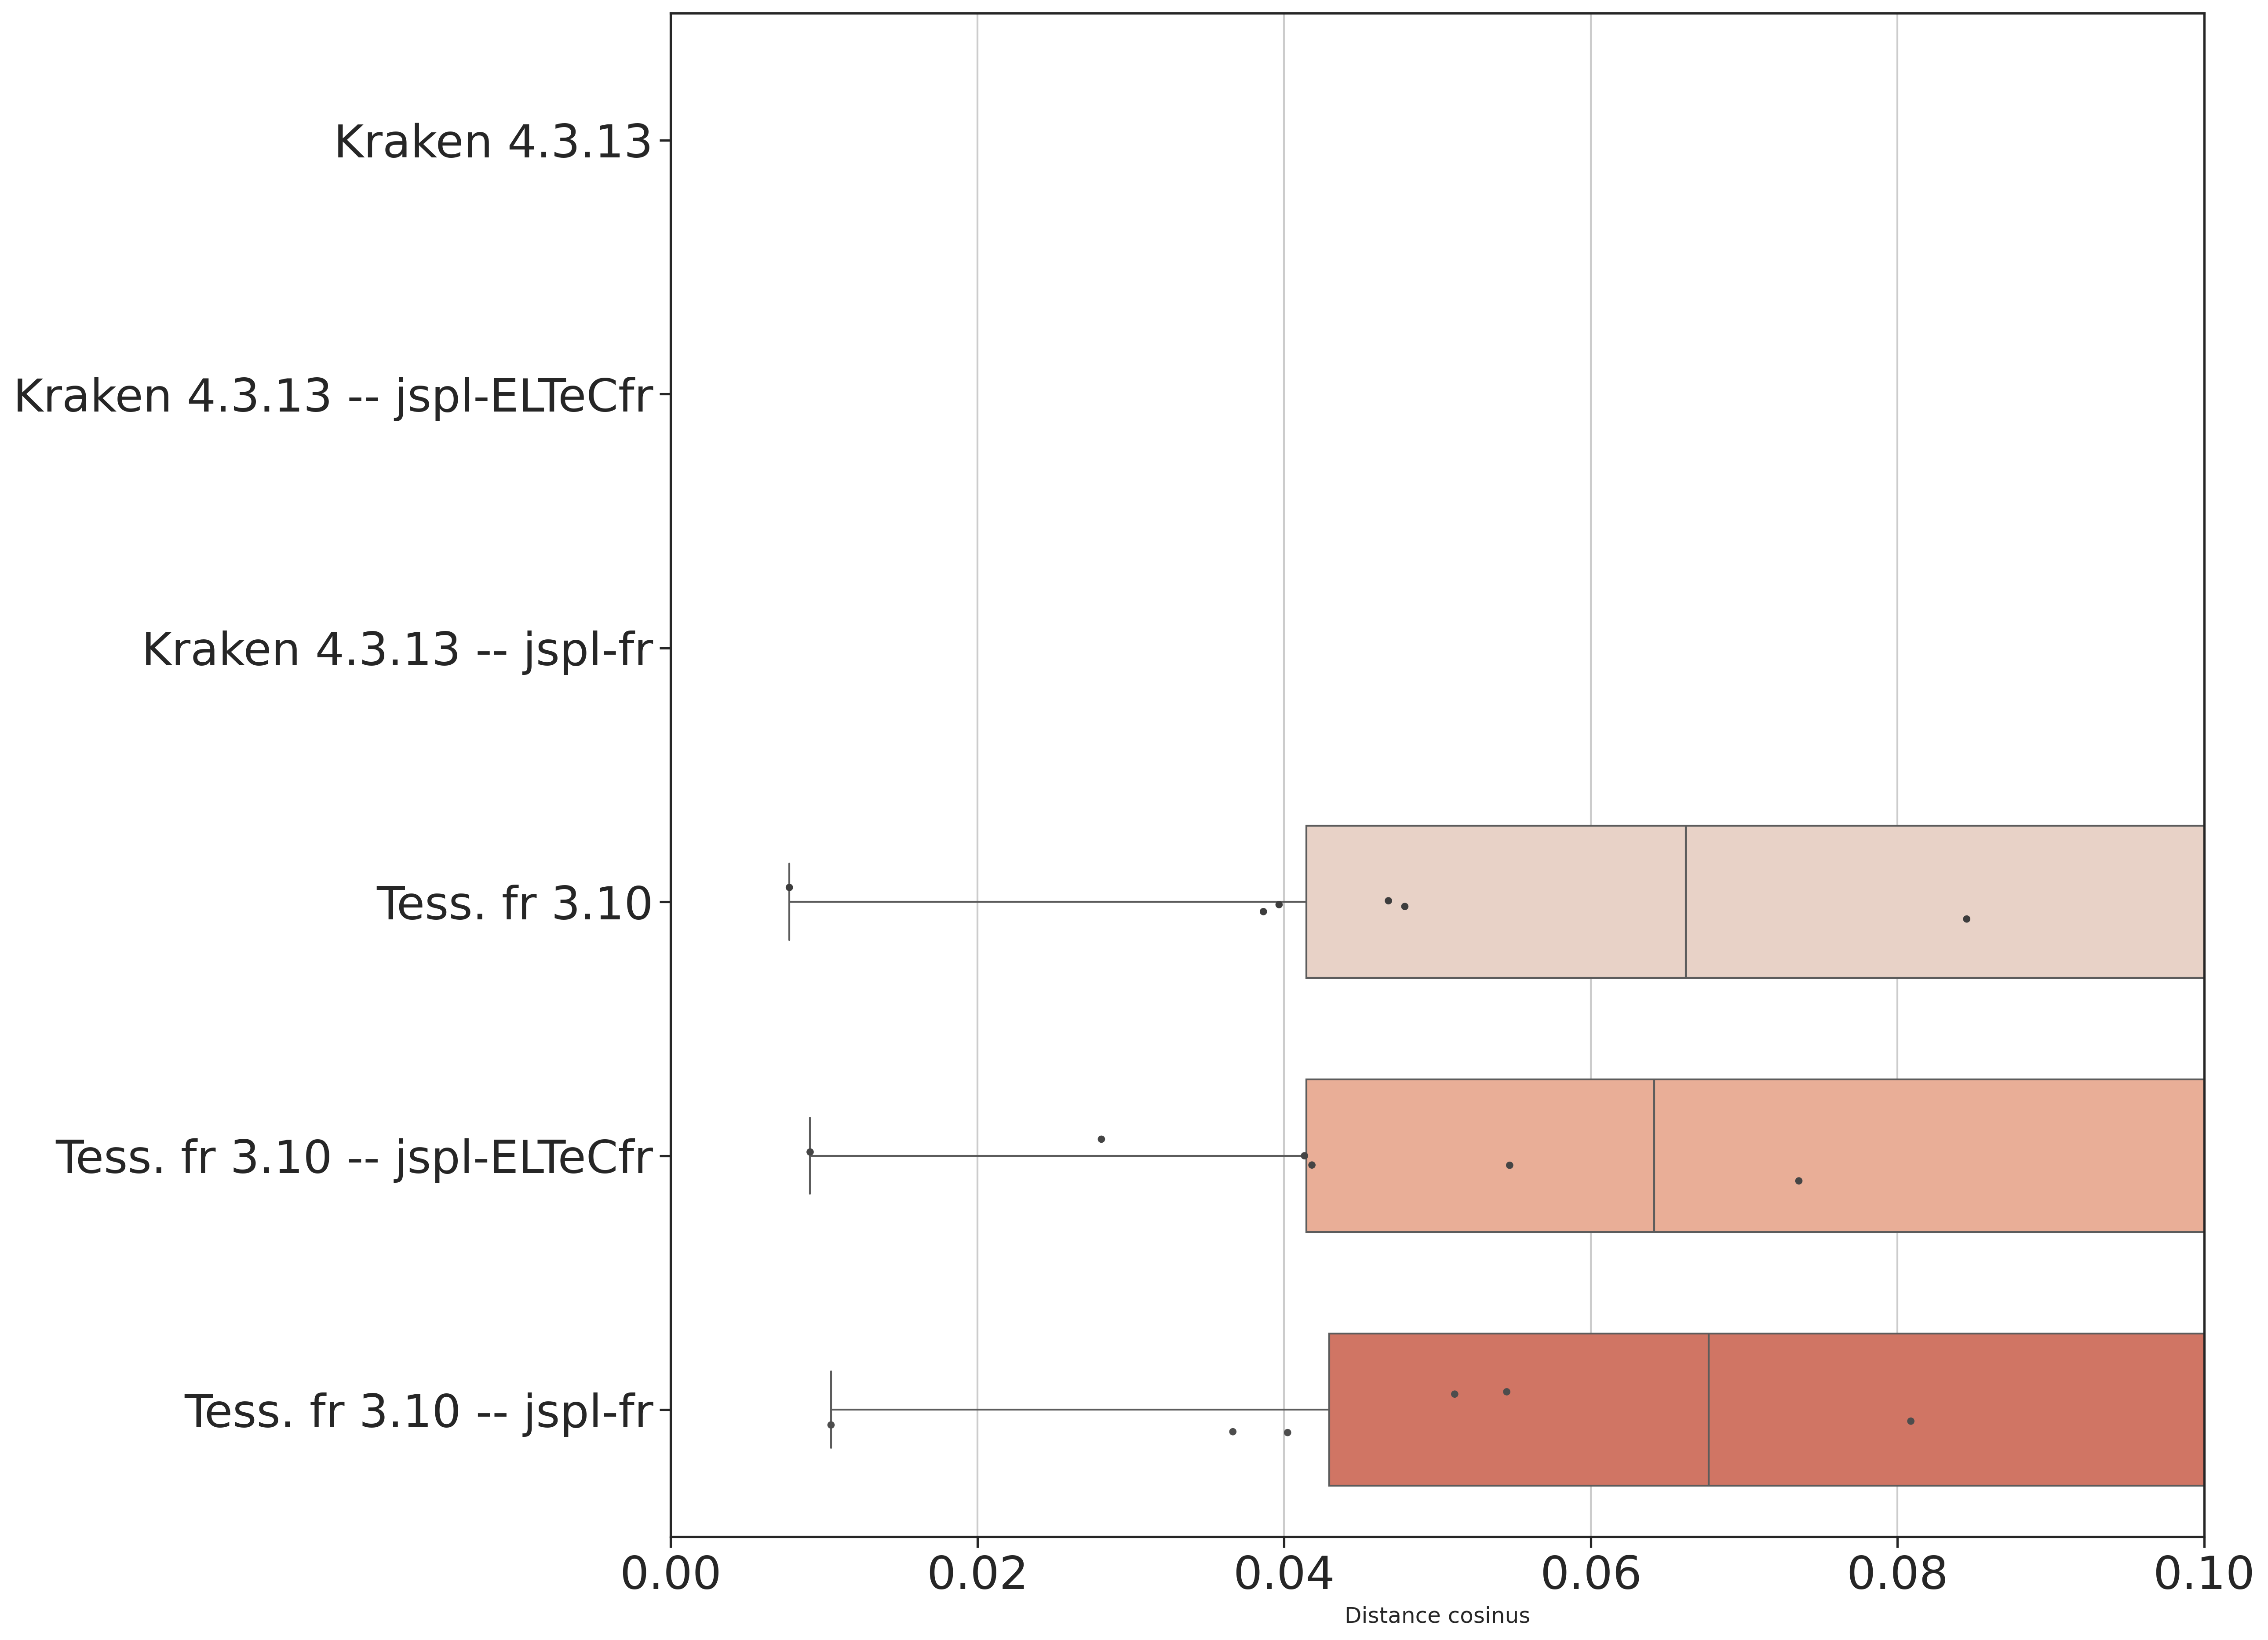 Kraken 4.3.13
Kraken 4.3.13 -- jspl-ELTeCfr
Kraken 4.3.13 -- jspl-fr
Tess. fr 3.10
Tess. fr 3.10 -- jspl-ELTeCfr
Tess. fr 3.10 -- jspl-fr
0.00 0.02 0.04 0.06 0.08 0.10
Distance cosinus